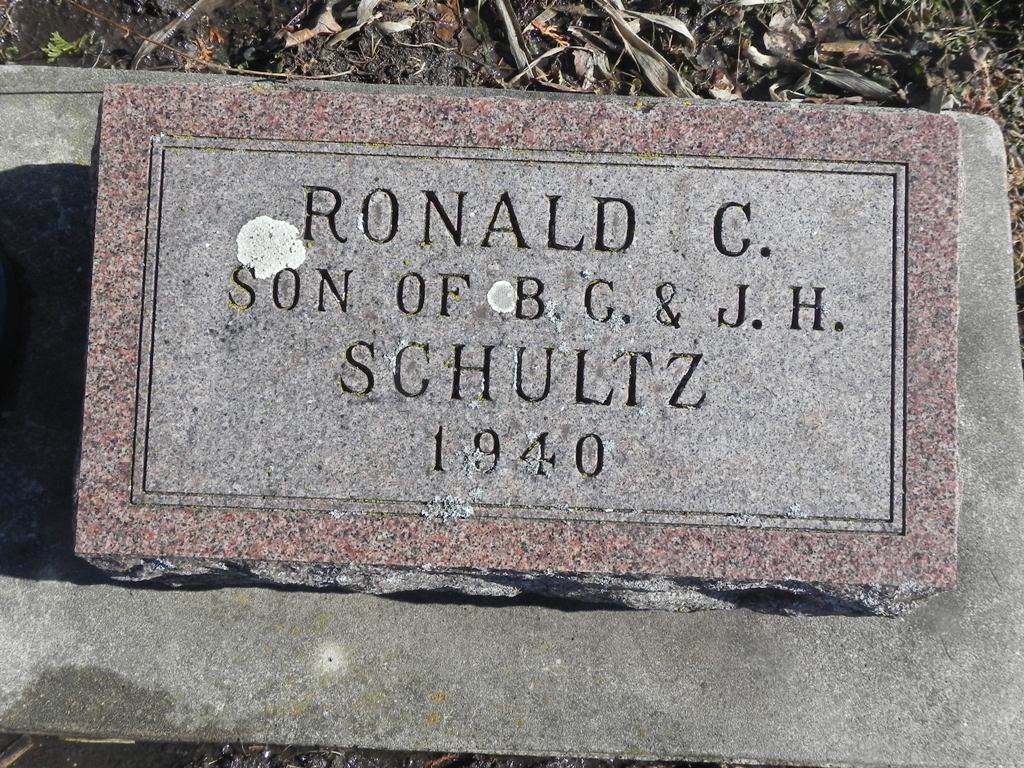 RONALD C.
SON OF B. G. & J. H.
SCHULTZ
1940